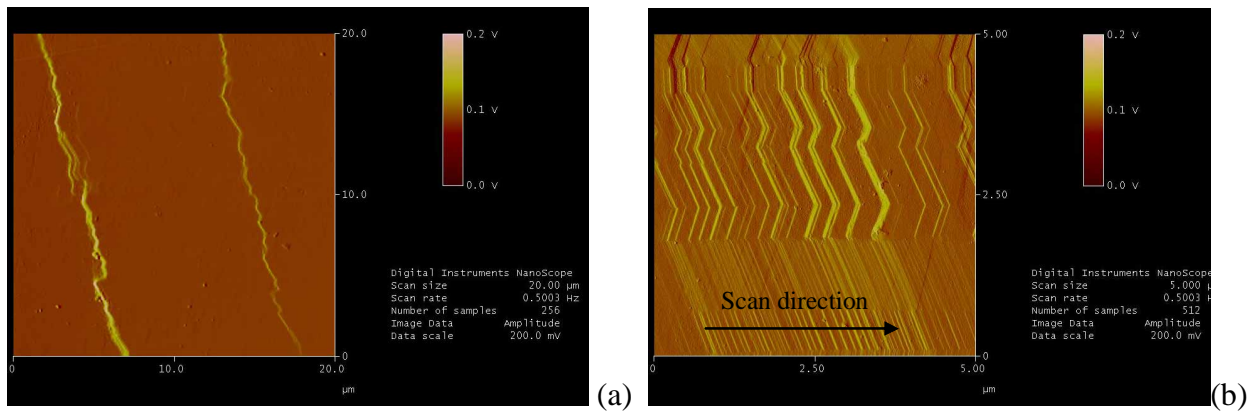 20.0
0.2 V
0.1 V
0.0 V
10.0
0
0
10.0
20.0
µm
Digital Instruments NanoScope
Scan size 20.00 µm
Scan rate 0.5003 Hz
Number of samples 256
Image Data Amplitude
Data scale 200.0 mV
(a)
5.00
0.2 V
0.1 V
0.0 V
2.50
0
0
2.50
5.00
µm
Scan direction
Digital Instruments NanoScop
Scan size 5.000
Scan rate 0.5003 Hz
Number of samples 512
Image Data Amplitude
Data scale 200.0 mV
(b)